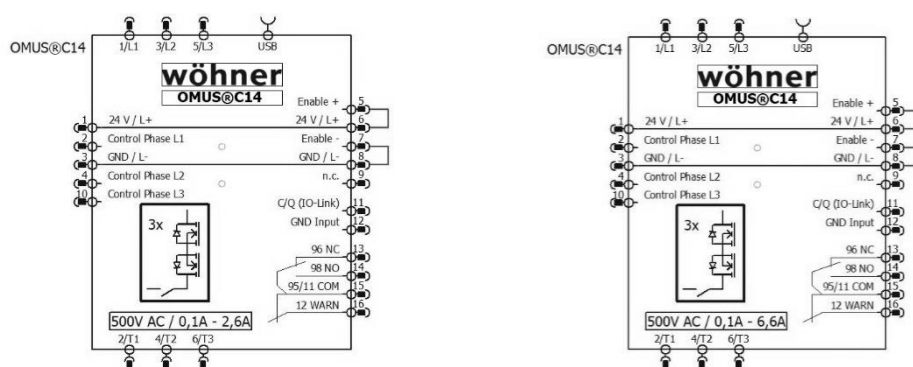 OMUS®C14
1/L1 3/L2 5/L3 USB
wöhner
OMUS®C14
Enable + 5
1 24 V / L+ 24 V / L+ 6
2 Control Phase L1 Enable - 7
3 GND / L- GND / L- 8
4 Control Phase L2 n.c. 9
10 Control Phase L3
C/Q (IO-Link) 11
GND Input 12
3x
96 NC 13
98 NO 14
95/11 COM 15
12 WARN 16
500V AC / 0,1A - 2,6A
2/T1 4/T2 6/T3
OMUS®C14
1/L1 3/L2 5/L3 USB
wöhner
OMUS®C14
Enable + 5
1 24 V / L+ 24 V / L+ 6
2 Control Phase L1 Enable - 7
3 GND / L- GND / L- 8
4 Control Phase L2 n.c. 9
10 Control Phase L3
C/Q (IO-Link) 11
GND Input 12
3x
96 NC 13
98 NO 14
95/11 COM 15
12 WARN 16
500V AC / 0,1A - 6,6A
2/T1 4/T2 6/T3